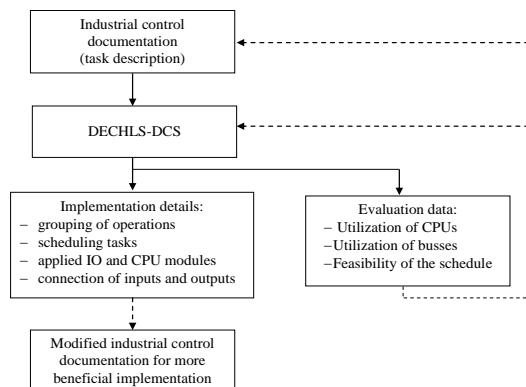 Industrial control
documentation
(task description)
DECHLS-DCS
Implementation details:
– grouping of operations
– scheduling tasks
– applied IO and CPU modules
– connection of inputs and outputs
Evaluation data:
– Utilization of CPUs
– Utilization of busses
– Feasibility of the schedule
Modified industrial control
documentation for more
beneficial implementation